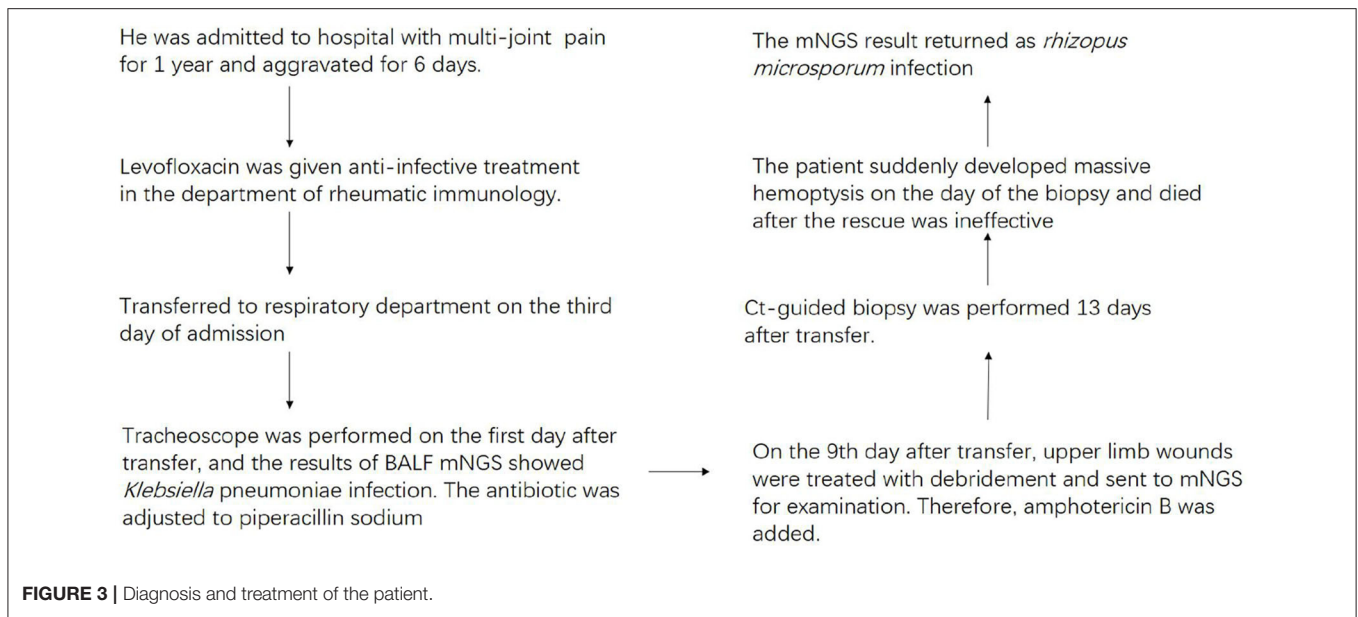 He was admitted to hospital with multi-joint pain
for 1 year and aggravated for 6 days.
Levofloxacin was given anti-infective treatment
in the department of rheumatic immunology.
Transferred to respiratory department on the third
day of admission
Tracheoscope was performed on the first day after
transfer, and the results of BALF mNGS showed
Klebsiella pneumoniae infection. The antibiotic was
adjusted to piperacillin sodium
On the 9th day after transfer, upper limb wounds
were treated with debridement and sent to mNGS
for examination. Therefore, amphotericin B was
added.
Ct-guided biopsy was performed 13 days
after transfer.
The patient suddenly developed massive
hemoptysis on the day of the biopsy and died
after the rescue was ineffective
The mNGS result returned as rhizopus
microsporum infection
FIGURE 3 | Diagnosis and treatment of the patient.